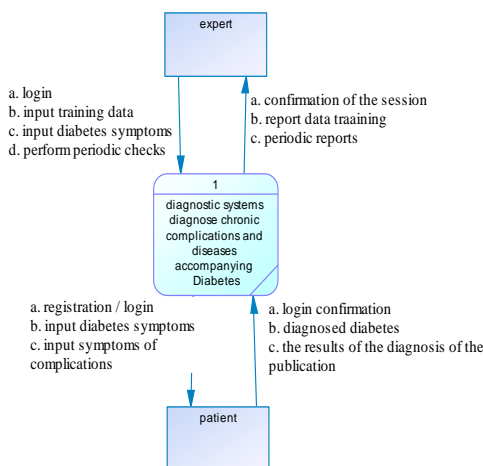 expert
a. login
b. input training data
c. input diabetes symptoms
d. perform periodic checks
a. confirmation of the session
b. report data traaining
c. periodic reports
1
diagnostic systems
diagnose chronic
complications and
diseases
accompanying
Diabetes
a. registration / login
b. input diabetes symptoms
c. input symptoms of
complications
a. login confirmation
b. diagnosed diabetes
c. the results of the diagnosis of the
publication
patient